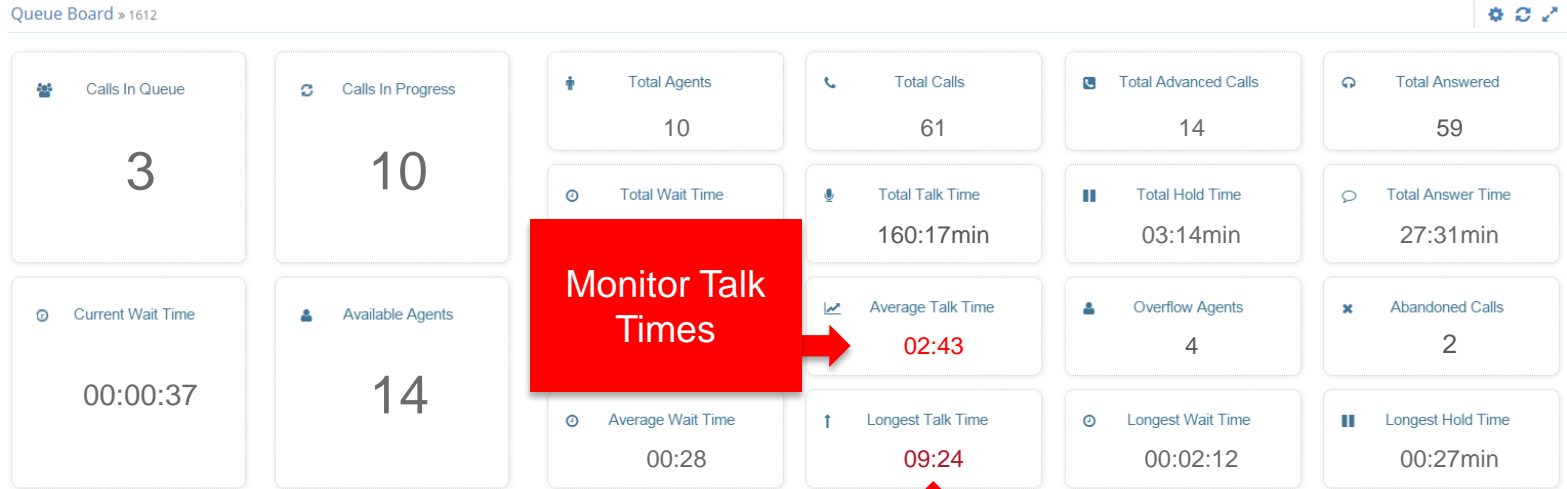 Queue Board » 1612
Calls In Queue
3
Calls In Progress
10
Total Agents
10
Total Calls
61
Total Advanced Calls
14
Total Answered
59
Total Wait Time
Total Talk Time
160:17min
Total Hold Time
03:14min
Total Answer Time
27:31min
Monitor Talk
Times
Current Wait Time
00:00:37
Available Agents
14
Average Talk Time
02:43
Overflow Agents
4
Abandoned Calls
2
Average Wait Time
00:28
Longest Talk Time
09:24
Longest Wait Time
00:02:12
Longest Hold Time
00:27min